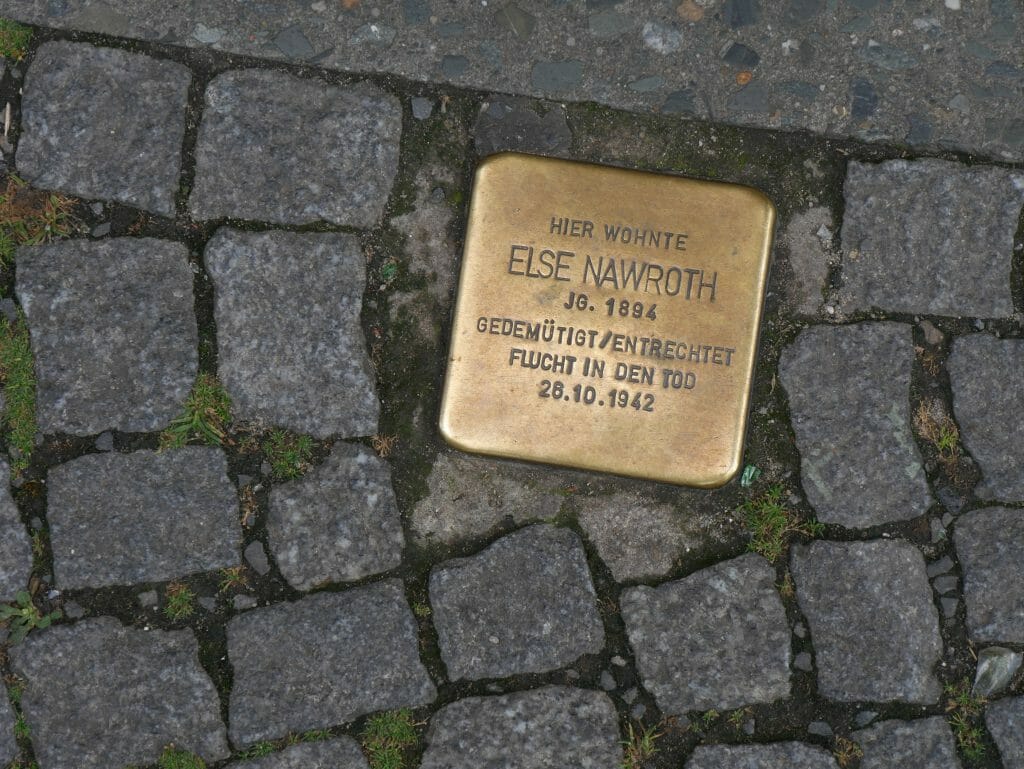 HIER WOHNTE
ELSE NAWROTH
JG. 1894
GEDEMÜTIGT/ENTRECHTET
FLUCHT IN DEN TOD
26.10.1942